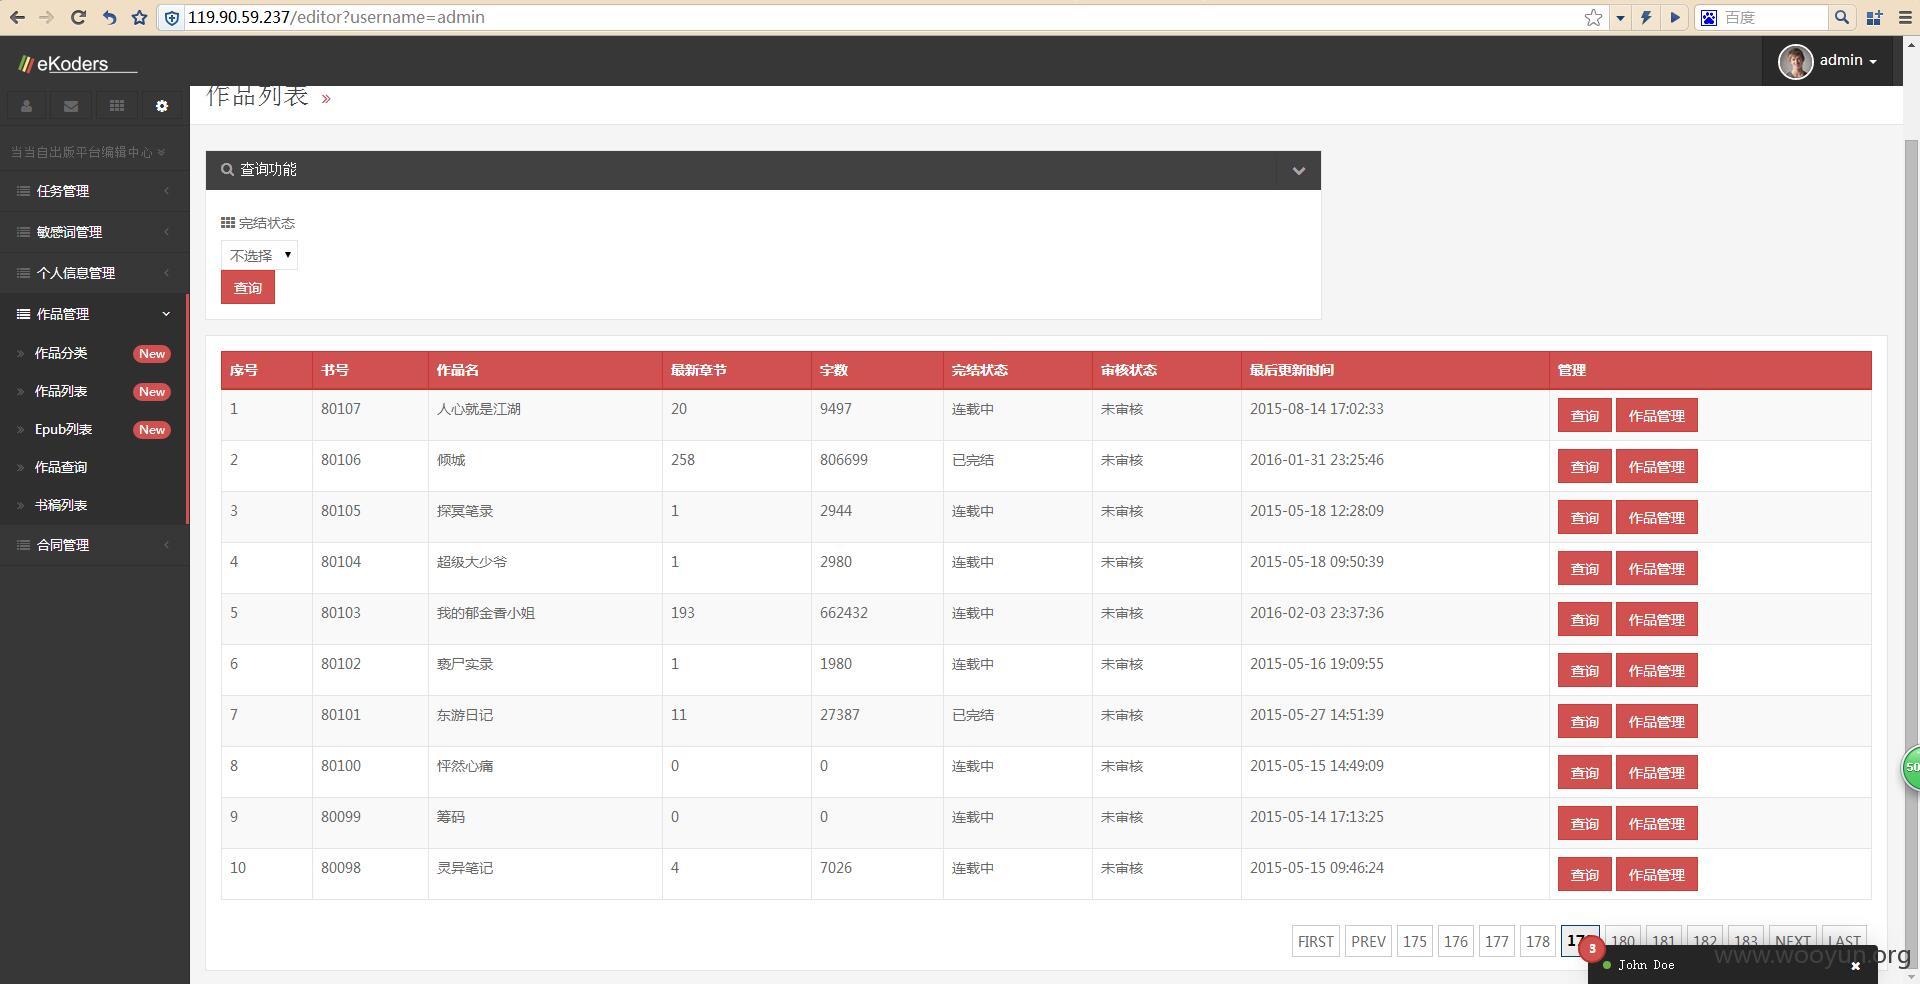 119.90.59.237/editor?username=admin
百度
eKoders
admin
作品列表 »
当当自出版平台编辑中心
任务管理
敏感词管理
个人信息管理
作品管理
作品分类 New
作品列表 New
Epub列表 New
作品查询
书稿列表
合同管理
查询功能
完结状态
不选择
查询
序号 书号 作品名 最新章节 字数 完结状态 审核状态 最后更新时间 管理
1 80107 人心就是江湖 20 9497 连载中 未审核 2015-08-14 17:02:33 查询 作品管理
2 80106 倾城 258 806699 已完结 未审核 2016-01-31 23:25:46 查询 作品管理
3 80105 探冥笔录 1 2944 连载中 未审核 2015-05-18 12:28:09 查询 作品管理
4 80104 超级大少爷 1 2980 连载中 未审核 2015-05-18 09:50:39 查询 作品管理
5 80103 我的郁金香小姐 193 662432 连载中 未审核 2016-02-03 23:37:36 查询 作品管理
6 80102 亵尸实录 1 1980 连载中 未审核 2015-05-16 19:09:55 查询 作品管理
7 80101 东游日记 11 27387 已完结 未审核 2015-05-27 14:51:39 查询 作品管理
8 80100 怦然心痛 0 0 连载中 未审核 2015-05-15 14:49:09 查询 作品管理
9 80099 筹码 0 0 连载中 未审核 2015-05-14 17:13:25 查询 作品管理
10 80098 灵异笔记 4 7026 连载中 未审核 2015-05-15 09:46:24 查询 作品管理
FIRST PREV 175 176 177 178 180 181 182 183 NEXT LAST
3
John Doe
www.wooyun.org
50